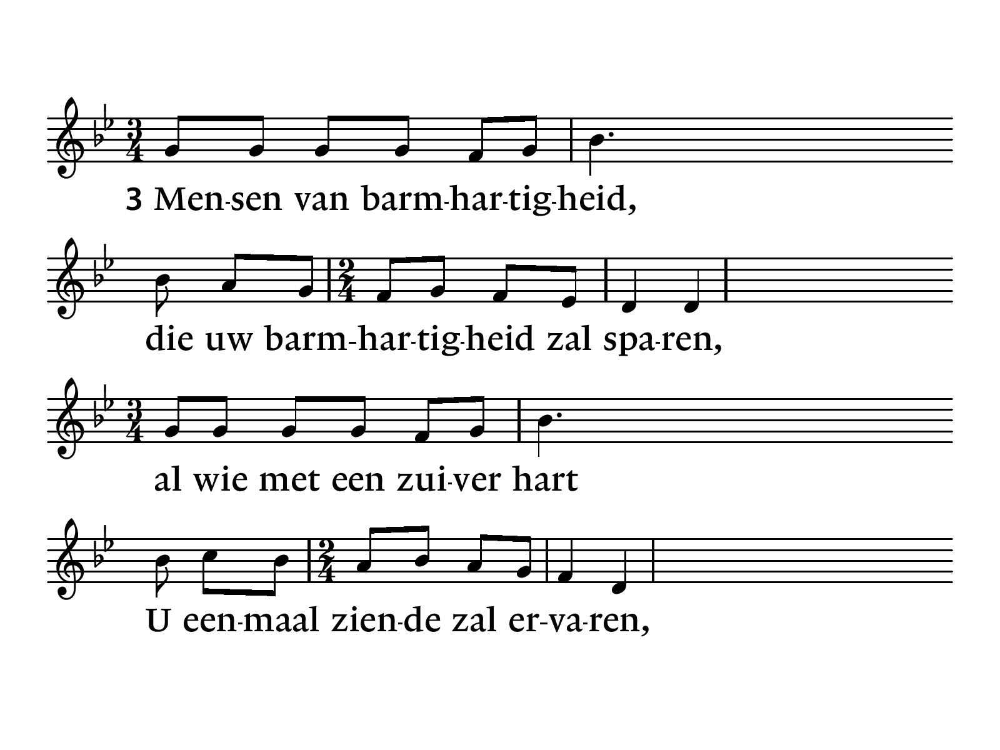 3 Men-sen van barm-har-tig-heid,
die uw barm-har-tig-heid zal spa-ren,
al wie met een zui-ver hart
U een-maal zien-de zal er-va-ren,